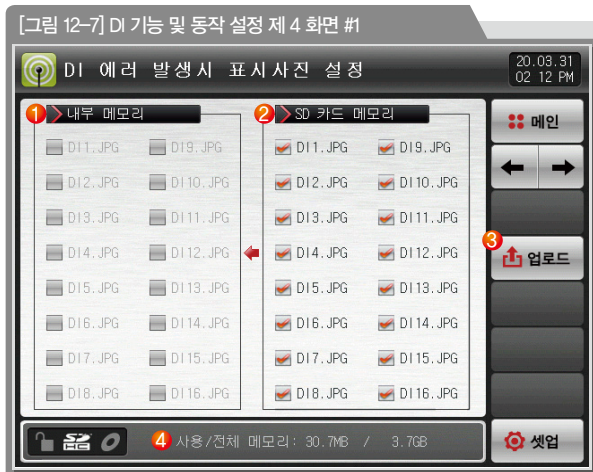 [그림 12-7] DI 기능 및 동작 설정 제 4 화면 #1
DI 에러 발생시 표시사진 설정
20.03.31
02 12 PM
1 내부 메모리
2 SD 카드 메모리
메인
DI1.JPG DI9.JPG DI1.JPG DI9.JPG
DI2.JPG DI10.JPG DI2.JPG DI10.JPG
DI3.JPG DI11.JPG DI3.JPG DI11.JPG
3
DI4.JPG DI12.JPG DI4.JPG DI12.JPG
업로드
DI5.JPG DI13.JPG DI5.JPG DI13.JPG
DI6.JPG DI14.JPG DI6.JPG DI14.JPG
DI7.JPG DI15.JPG DI7.JPG DI15.JPG
DI8.JPG DI16.JPG DI8.JPG DI16.JPG
SD
4 사용/전체 메모리: 30.7MB / 3.7GB
셋업